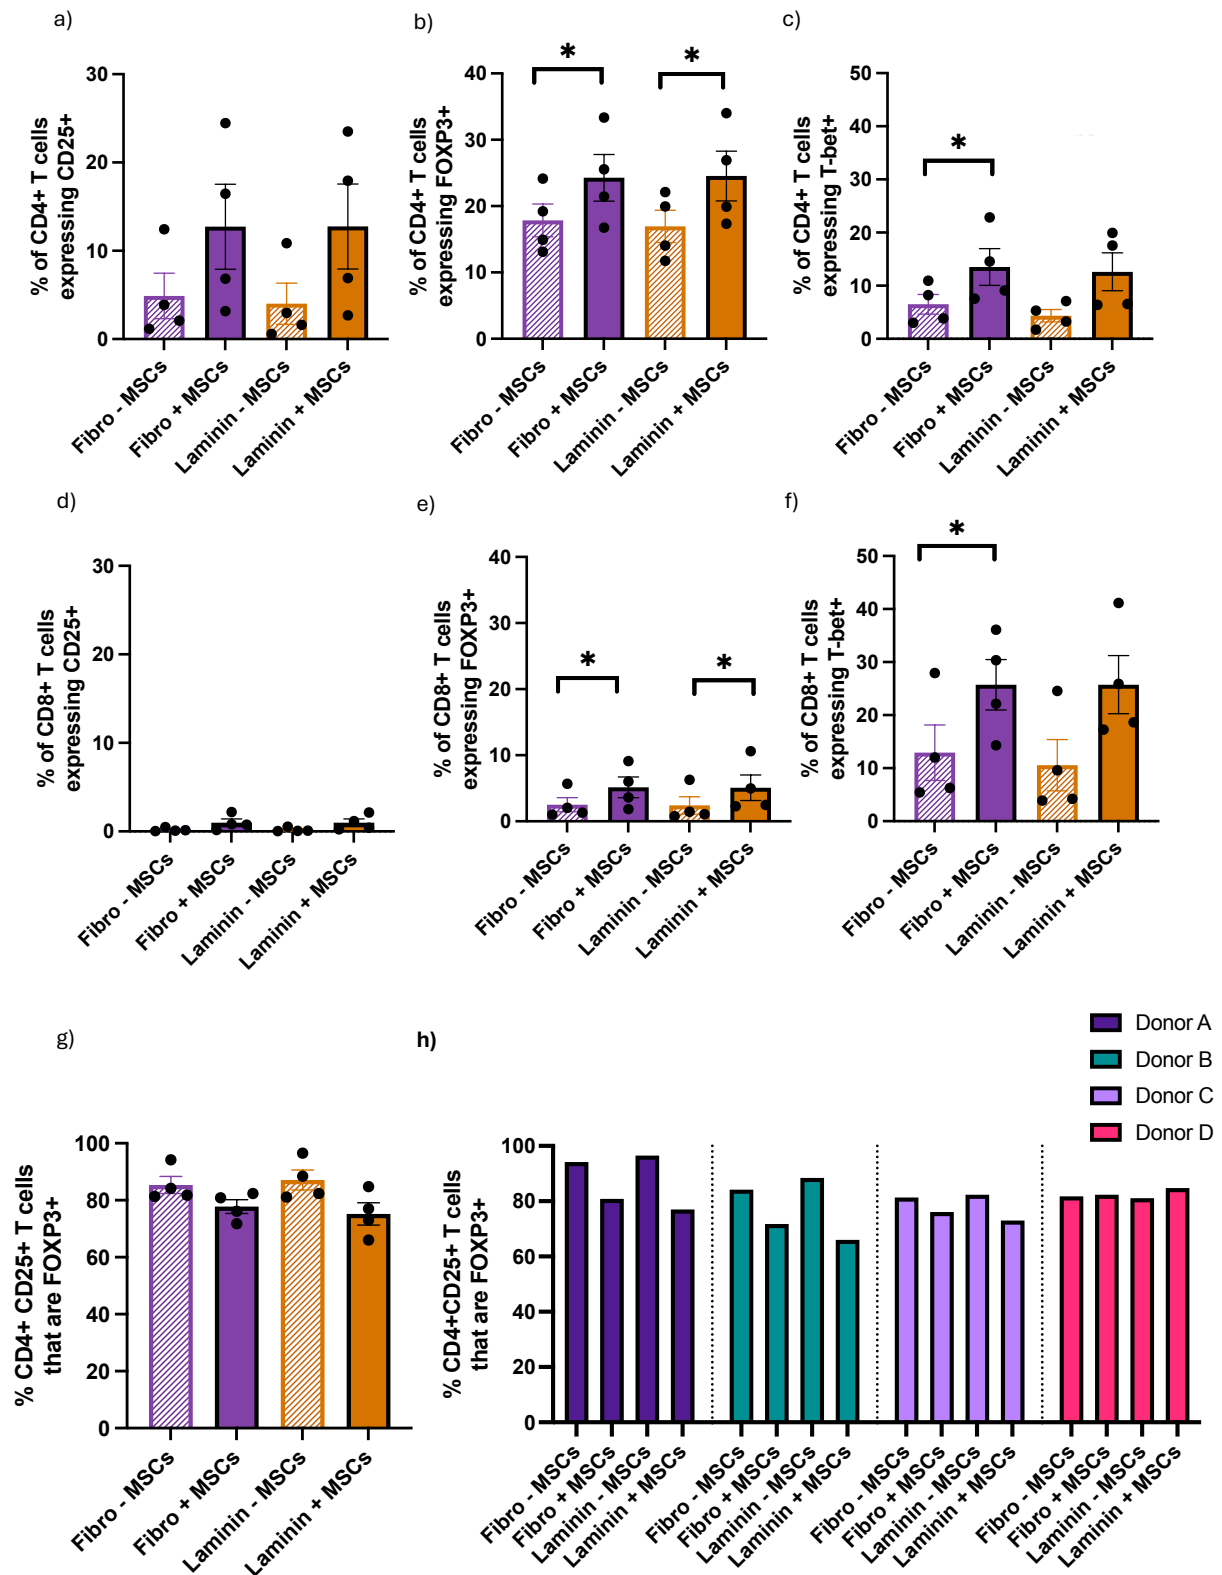 a)
% of CD4+ T cells
expressing CD25+
30
20
10
0
Fibro - MSCs
Fibro + MSCs
Laminin - MSCs
Laminin + MSCs
b)
% of CD4+ T cells
expressing FOXP3+
40
30
20
10
0
*
*
Fibro - MSCs
Fibro + MSCs
Laminin - MSCs
Laminin + MSCs
c)
% of CD4+ T cells
expressing T-bet+
50
40
30
20
10
0
*
Fibro - MSCs
Fibro + MSCs
Laminin - MSCs
Laminin + MSCs
d)
% of CD8+ T cells
expressing CD25+
30
20
10
0
Fibro - MSCs
Fibro + MSCs
Laminin - MSCs
Laminin + MSCs
e)
% of CD8+ T cells
expressing FOXP3+
40
30
20
10
0
*
*
Fibro - MSCs
Fibro + MSCs
Laminin - MSCs
Laminin + MSCs
f)
% of CD8+ T cells
expressing T-bet+
50
40
30
20
10
0
*
Fibro - MSCs
Fibro + MSCs
Laminin - MSCs
Laminin + MSCs
g)
% CD4+ CD25+ T cells
that are FOXP3+
100
80
60
40
20
0
Fibro - MSCs
Fibro + MSCs
Laminin - MSCs
Laminin + MSCs
h)
Donor A
Donor B
Donor C
Donor D
% CD4+CD25+ T cells
that are FOXP3+
100
80
60
40
20
0
Fibro - MSCs
Fibro + MSCs
Laminin - MSCs
Laminin + MSCs
Fibro - MSCs
Fibro + MSCs
Laminin - MSCs
Laminin + MSCs
Fibro - MSCs
Fibro + MSCs
Laminin - MSCs
Laminin + MSCs
Fibro - MSCs
Fibro + MSCs
Laminin - MSCs
Laminin + MSCs